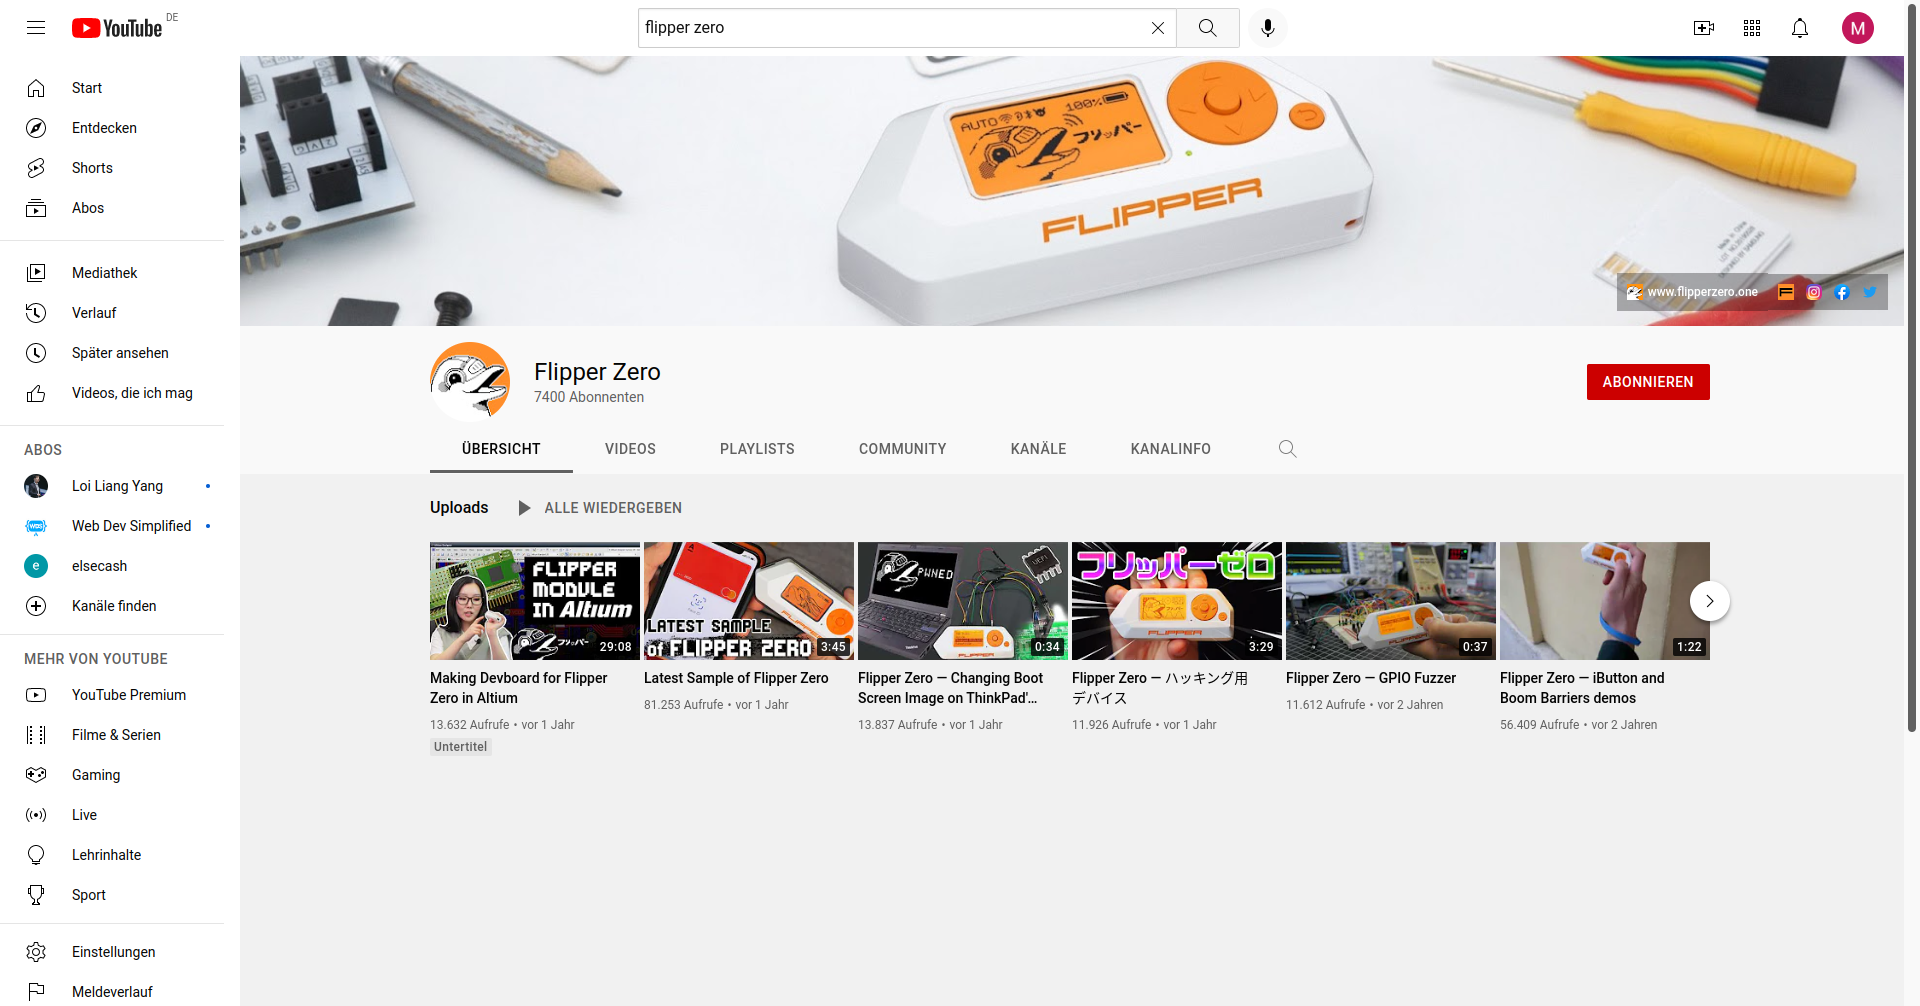 YouTube DE
flipper zero
M
Start
Entdecken
Shorts
Abos
Mediathek
Verlauf
Später ansehen
Videos, die ich mag
ABOS
Loi Liang Yang
Web Dev Simplified
e elsecash
Kanäle finden
MEHR VON YOUTUBE
YouTube Premium
Filme & Serien
Gaming
Live
Lehrinhalte
Sport
Einstellungen
Meldeverlauf
AUTO 100%
フリッパー
FLIPPER
www.flipperzero.one
Flipper Zero
7400 Abonnenten
ABONNIEREN
ÜBERSICHT VIDEOS PLAYLISTS COMMUNITY KANÄLE KANALINFO
Uploads ALLE WIEDERGEBEN
FLIPPER
MODULE
IN Altium
フリッパー
29:08
Making Devboard for Flipper
Zero in Altium
13.632 Aufrufe • vor 1 Jahr
Untertitel
LATEST SAMPLE
of FLIPPER ZERO
3:45
Latest Sample of Flipper Zero
81.253 Aufrufe • vor 1 Jahr
PWNED
UEFI
FLIPPER
0:34
Flipper Zero — Changing Boot
Screen Image on ThinkPad'...
13.837 Aufrufe • vor 1 Jahr
フリッパーゼロ
FLIPPER
3:29
Flipper Zero — ハッキング用
デバイス
11.926 Aufrufe • vor 1 Jahr
0:37
Flipper Zero — GPIO Fuzzer
11.612 Aufrufe • vor 2 Jahren
1:22
Flipper Zero — iButton and
Boom Barriers demos
56.409 Aufrufe • vor 2 Jahren